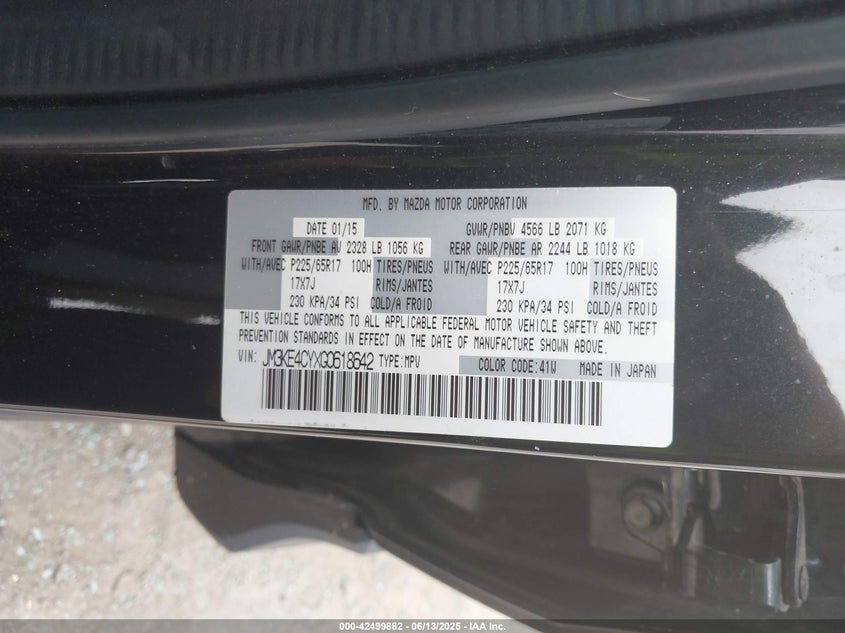 MFD. BY MAZDA MOTOR CORPORATION
DATE 01/15 GVWR/PNBV 4566 LB 2071 KG
FRONT GAWR/PNBE AV 2328 LB 1056 KG REAR GAWR/PNBE AR 2244 LB 1018 KG
WITH/AVEC P225/65R17 100H TIRES/PNEUS WITH/AVEC P225/65R17 100H TIRES/PNEUS
17X7J RIMS/JANTES 17X7J RIMS/JANTES
230 KPA/34 PSI COLD/A FROID 230 KPA/34 PSI COLD/A FROID
THIS VEHICLE CONFORMS TO ALL APPLICABLE FEDERAL MOTOR VEHICLE SAFETY AND THEFT
PREVENTION STANDARDS IN EFFECT ON THE DATE OF MANUFACTURE SHOWN ABOVE.
VIN: JM3KE4CYXG0618642 TYPE:MPV COLOR CODE:41W MADE IN JAPAN
000-42499882 - 06/13/2025 - IAA Inc.